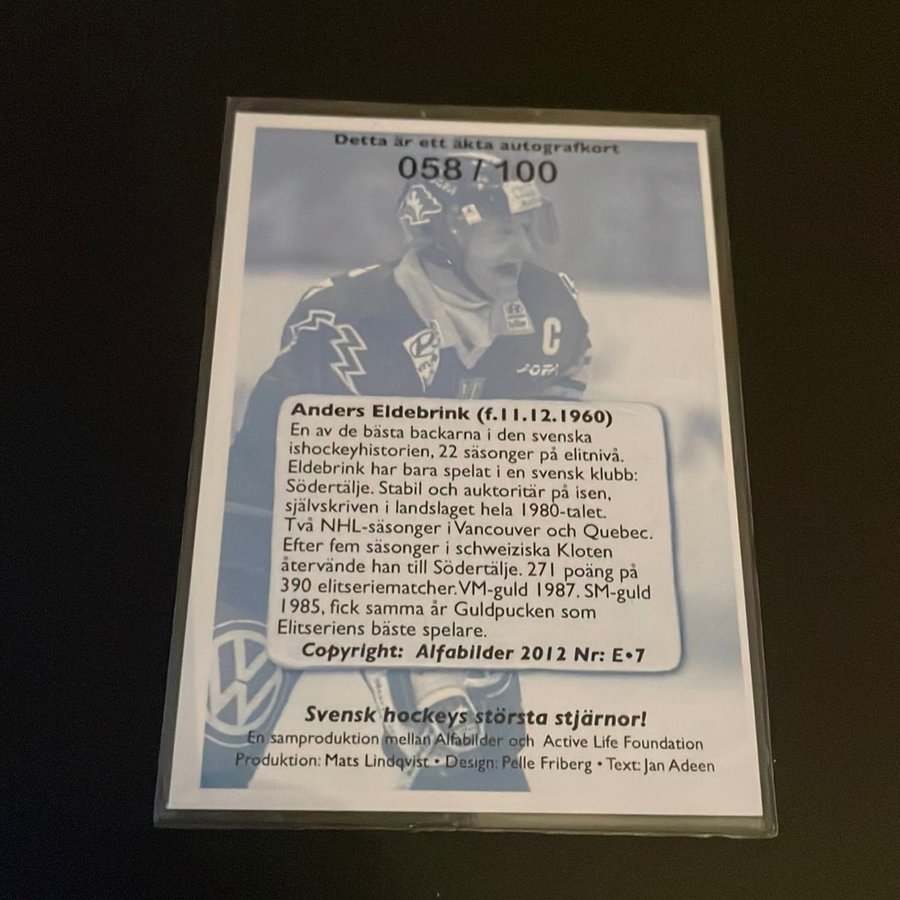 Detta är ett äkta autografkort
058 / 100
JOFA
C
JOFA
Anders Eldebrink (f.11.12.1960)
En av de bästa backarna i den svenska
ishockeyhistorien, 22 säsonger på elitnivå.
Eldebrink har bara spelat i en svensk klubb:
Södertälje. Stabil och auktoritär på isen,
självskriven i landslaget hela 1980-talet.
Två NHL-säsonger i Vancouver och Quebec.
Efter fem säsonger i schweiziska Kloten
återvände han till Södertälje. 271 poäng på
390 elitseriematcher. VM-guld 1987. SM-guld
1985, fick samma år Guldpucken som
Elitseriens bäste spelare.
Copyright: Alfabilder 2012 Nr: E•7
Svensk hockeys största stjärnor!
En samproduktion mellan Alfabilder och Active Life Foundation
Produktion: Mats Lindqvist • Design: Pelle Friberg • Text: Jan Adeen